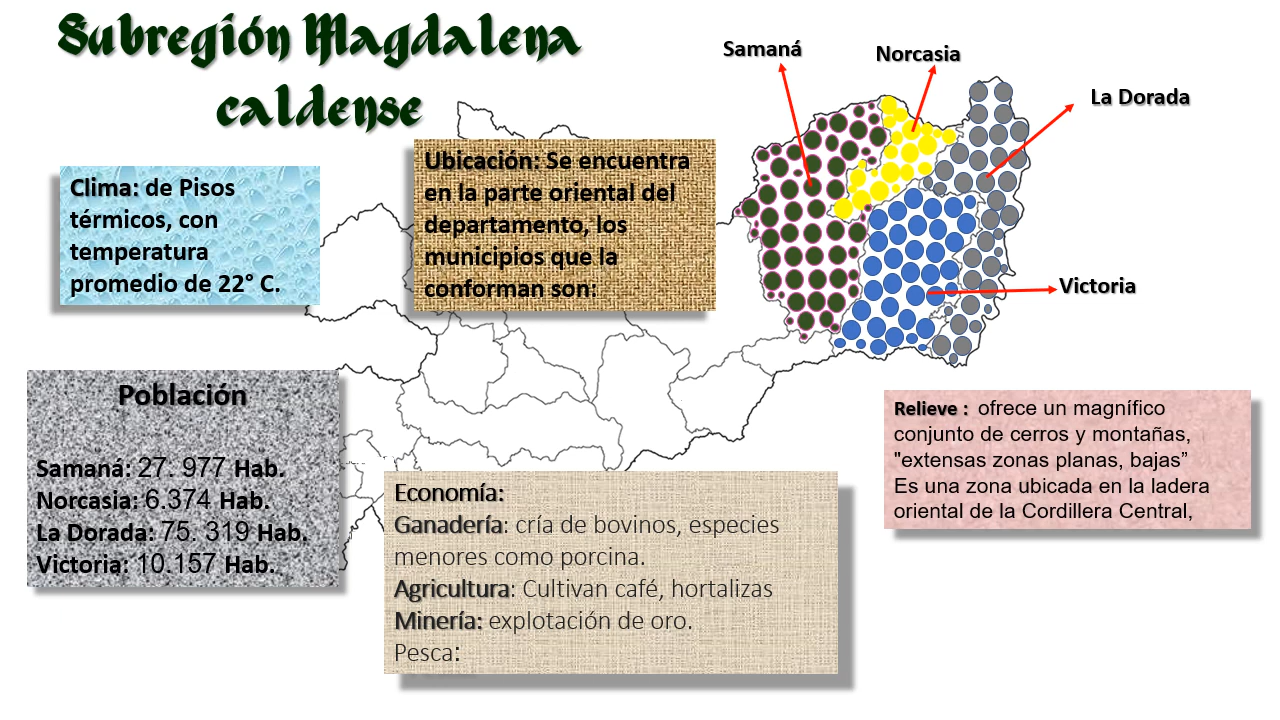 Subregión Magdalena
caldense
Samaná
Norcasia
La Dorada
Victoria
Clima: de Pisos
térmicos, con
temperatura
promedio de 22° C.
Ubicación: Se encuentra
en la parte oriental del
departamento, los
municipios que la
conforman son:
Población
Samaná: 27. 977 Hab.
Norcasia: 6.374 Hab.
La Dorada: 75. 319 Hab.
Victoria: 10.157 Hab.
Economía:
Ganadería: cría de bovinos, especies
menores como porcina.
Agricultura: Cultivan café, hortalizas
Minería: explotación de oro.
Pesca:
Relieve : ofrece un magnífico
conjunto de cerros y montañas,
"extensas zonas planas, bajas”
Es una zona ubicada en la ladera
oriental de la Cordillera Central,